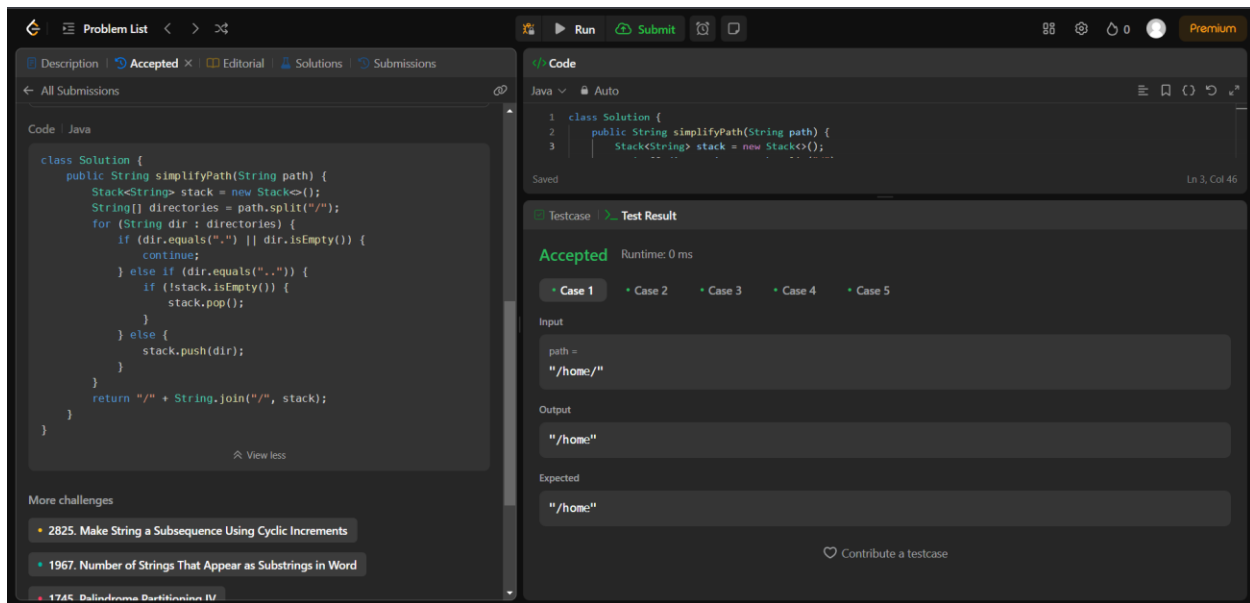 Problem List
Run
Submit
0
Premium
Description
Accepted
Editorial
Solutions
Submissions
All Submissions
Code
Java
class Solution {
public String simplifyPath(String path) {
Stack<String> stack = new Stack<>();
String[] directories = path.split("/");
for (String dir : directories) {
if (dir.equals(".") || dir.isEmpty()) {
continue;
} else if (dir.equals("..")) {
if (!stack.isEmpty()) {
stack.pop();
}
} else {
stack.push(dir);
}
}
return "/" + String.join("/", stack);
}
}
View less
More challenges
2825. Make String a Subsequence Using Cyclic Increments
1967. Number of Strings That Appear as Substrings in Word
1745. Palindrome Partitioning IV
</> Code
Java
Auto
1 class Solution {
2 public String simplifyPath(String path) {
3 Stack<String> stack = new Stack<>();
Saved
Ln 3, Col 46
Testcase
Test Result
Accepted
Runtime: 0 ms
Case 1
Case 2
Case 3
Case 4
Case 5
Input
path =
"/home/"
Output
"/home"
Expected
"/home"
Contribute a testcase